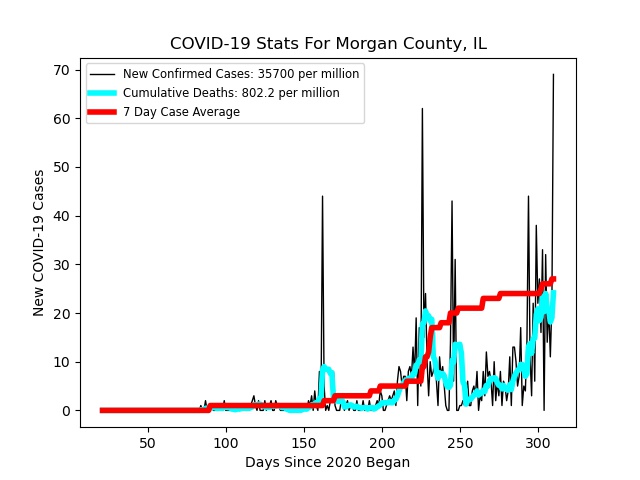 COVID-19 Stats For Morgan County, IL
New Confirmed Cases: 35700 per million
Cumulative Deaths: 802.2 per million
7 Day Case Average
New COVID-19 Cases
70
60
50
40
30
20
10
0
50 100 150 200 250 300
Days Since 2020 Began